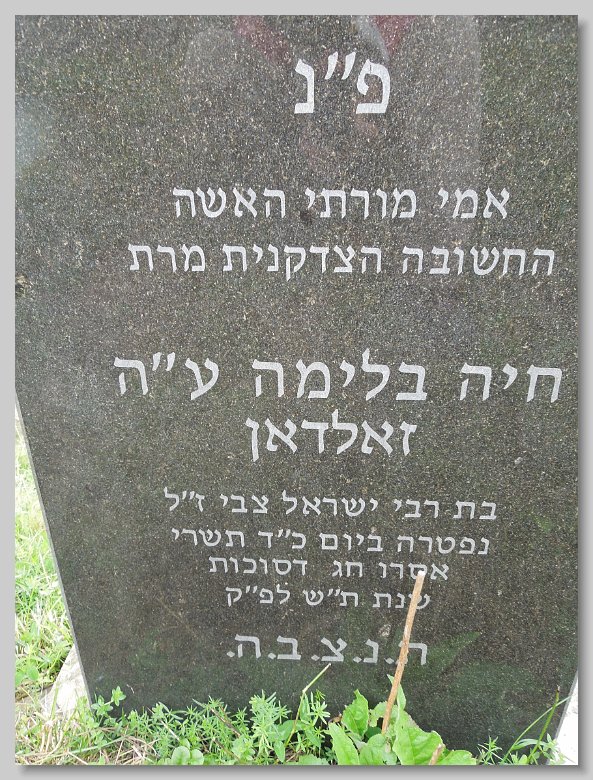 פ״נ
אמי מורתי האשה
החשובה הצדקנית מרת
חיה בלימה ע״ה
זאלדאן
בת רבי ישראל צבי ז״ל
נפטרה ביום כ״ד תשרי
אסרו חג דסוכות
שנת ת״ש לפ״ק
ת.נ.צ.ב.ה.